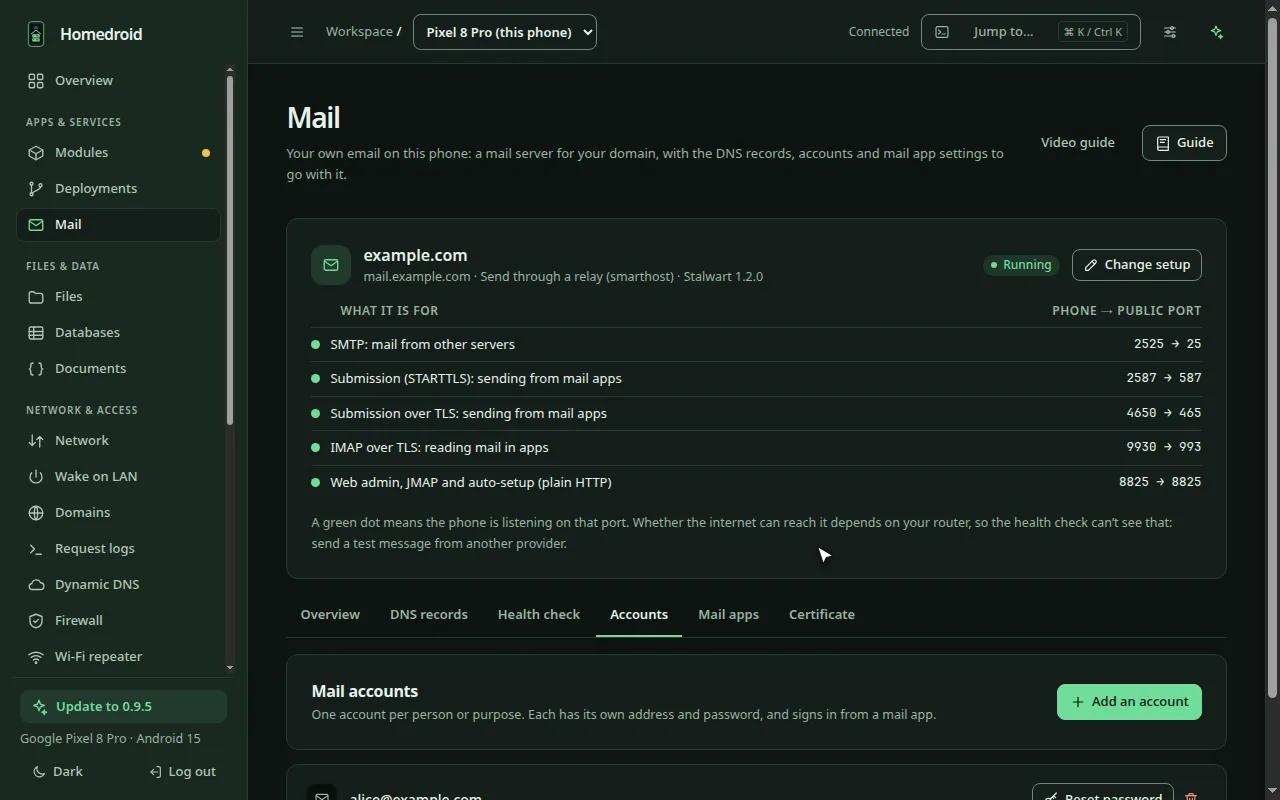 Homedroid
Overview
APPS & SERVICES
Modules
Deployments
Mail
FILES & DATA
Files
Databases
Documents
NETWORK & ACCESS
Network
Wake on LAN
Domains
Request logs
Dynamic DNS
Firewall
Wi-Fi repeater
Update to 0.9.5
Google Pixel 8 Pro · Android 15
Dark
Log out
Workspace /
Pixel 8 Pro (this phone)
Connected
Jump to...
⌘ K / Ctrl K
Mail
Your own email on this phone: a mail server for your domain, with the DNS records, accounts and mail app settings to
go with it.
Video guide
Guide
example.com
mail.example.com · Send through a relay (smarthost) · Stalwart 1.2.0
Running
Change setup
WHAT IT IS FOR PHONE → PUBLIC PORT
SMTP: mail from other servers 2525 → 25
Submission (STARTTLS): sending from mail apps 2587 → 587
Submission over TLS: sending from mail apps 4650 → 465
IMAP over TLS: reading mail in apps 9930 → 993
Web admin, JMAP and auto-setup (plain HTTP) 8825 → 8825
A green dot means the phone is listening on that port. Whether the internet can reach it depends on your router, so the health check can't see that:
send a test message from another provider.
Overview DNS records Health check Accounts Mail apps Certificate
Mail accounts
One account per person or purpose. Each has its own address and password, and signs in from a mail app.
Add an account
alice@example.com
Reset password